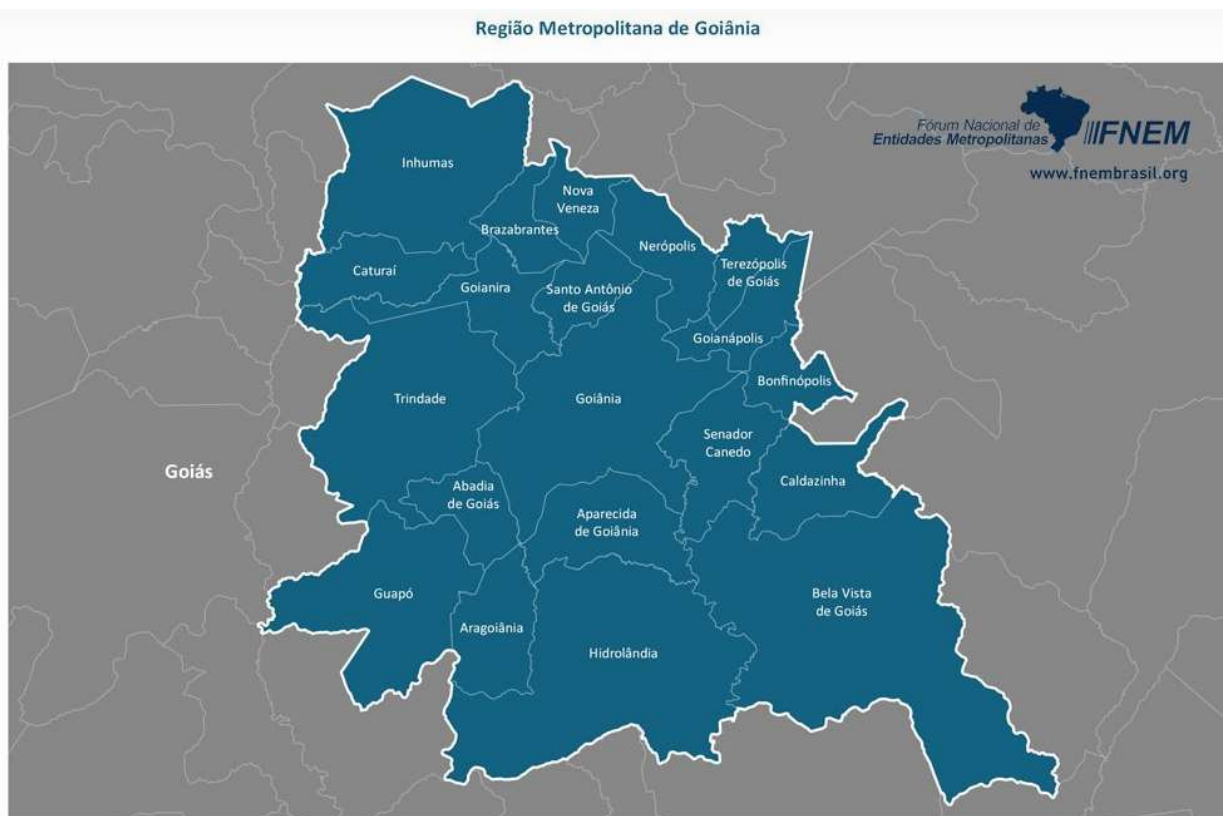 Região Metropolitana de Goiânia
Fórum Nacional de
Entidades Metropolitanas
FNEM
www.fnembrasil.org
Inhumas
Nova
Veneza
Brazabrantes
Nerópolis
Terezópolis
de Goiás
Caturaí
Goianira
Santo Antônio
de Goiás
Goianápolis
Bonfinópolis
Trindade
Goiânia
Senador
Canedo
Goiás
Caldazinha
Abadia
de Goiás
Aparecida
de Goiânia
Guapó
Bela Vista
de Goiás
Aragoiânia
Hidrolândia